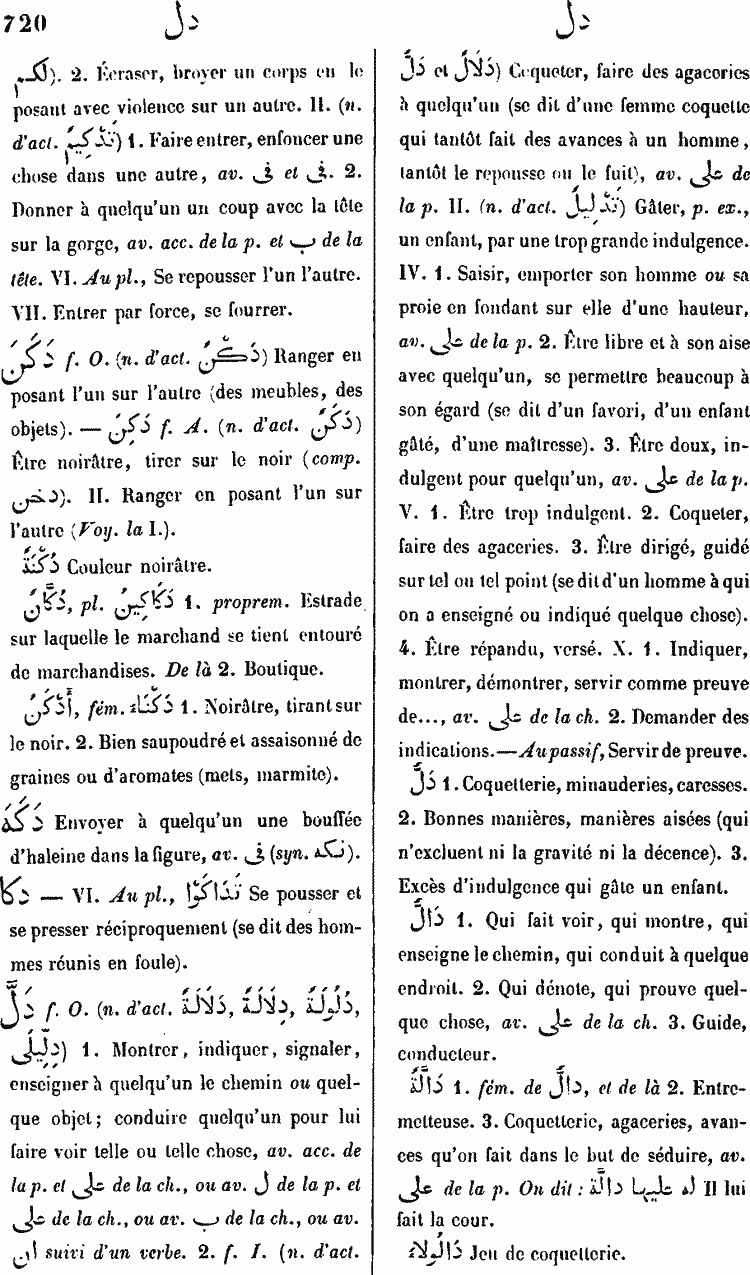 720 دل دل
لكم). 2. Écraser, broyer un corps en le
posant avec violence sur un autre. II. (n.
d'act. تَدْكِيمٌ) 1. Faire entrer, enfoncer une
chose dans une autre, av. فى et فى. 2.
Donner à quelqu'un un coup avec la tête
sur la gorge, av. acc. de la p. et ب de la
tête. VI. Au pl., Se repousser l'un l'autre.
VII. Entrer par force, se fourrer.
دَكَنَ f. O. (n. d'act. دَكْنٌ) Ranger en
posant l'un sur l'autre (des meubles, des
objets). — دَكِنَ f. A. (n. d'act. دَكَنٌ)
Être noirâtre, tirer sur le noir (comp.
دخن). II. Ranger en posant l'un sur
l'autre (Voy. la I.).
دُكْنَةٌ Couleur noirâtre.
دُكَّانٌ, pl. دَكَاكِينُ 1. proprem. Estrade
sur laquelle le marchand se tient entouré
de marchandises. De là 2. Boutique.
أَدْكَنُ, fém. دَكْنَاءُ 1. Noirâtre, tirant sur
le noir. 2. Bien saupoudré et assaisonné de
graines ou d'aromates (mets, marmite).
دَكَهَ Envoyer à quelqu'un une bouffée
d'haleine dans la figure, av. فى (syn. نكه).
دكا — VI. Au pl., تَدَاكَوْا Se pousser et
se presser réciproquement (se dit des hom-
mes réunis en foule).
دَلَّ f. O. (n. d'act. دَلَالَةٌ, دِلَالَةٌ, دُلُولَةٌ,
دِلِّيلَى) 1. Montrer, indiquer, signaler,
enseigner à quelqu'un le chemin ou quel-
que objet; conduire quelqu'un pour lui
faire voir telle ou telle chose, av. acc. de
la p. et على de la ch., ou av. ل de la p. et
على de la ch., ou av. ب de la ch., ou av.
ان suivi d'un verbe. 2. f. I. (n. d'act.
دَلٌّ et دَلَالٌ) Coqueter, faire des agaceries
à quelqu'un (se dit d'une femme coquette
qui tantôt fait des avances à un homme,
tantôt le repousse ou le fuit), av. على de
la p. II. (n. d'act. تَدْلِيلٌ) Gâter, p. ex.,
un enfant, par une trop grande indulgence.
IV. 1. Saisir, emporter son homme ou sa
proie en fondant sur elle d'une hauteur,
av. على de la p. 2. Être libre et à son aise
avec quelqu'un, se permettre beaucoup à
son égard (se dit d'un favori, d'un enfant
gâté, d'une maîtresse). 3. Être doux, in-
dulgent pour quelqu'un, av. على de la p.
V. 1. Être trop indulgent. 2. Coqueter,
faire des agaceries. 3. Être dirigé, guidé
sur tel ou tel point (se dit d'un homme à qui
on a enseigné ou indiqué quelque chose).
4. Être répandu, versé. X. 1. Indiquer,
montrer, démontrer, servir comme preuve
de..., av. على de la ch. 2. Demander des
indications.—Au passif, Servir de preuve.
دَلٌّ 1. Coquetterie, minauderies, caresses.
2. Bonnes manières, manières aisées (qui
n'excluent ni la gravité ni la décence). 3.
Excès d'indulgence qui gâte un enfant.
دَالٌّ 1. Qui fait voir, qui montre, qui
enseigne le chemin, qui conduit à quelque
endroit. 2. Qui dénote, qui prouve quel-
que chose, av. على de la ch. 3. Guide,
conducteur.
دَالَّةٌ 1. fém. de دالٌّ, et de là 2. Entre-
metteuse. 3. Coquetterie, agaceries, avan-
ces qu'on fait dans le but de séduire, av.
على de la p. On dit : له عليها دالّة Il lui
fait la cour.
دَالُولَاءُ Jeu de coquetterie.